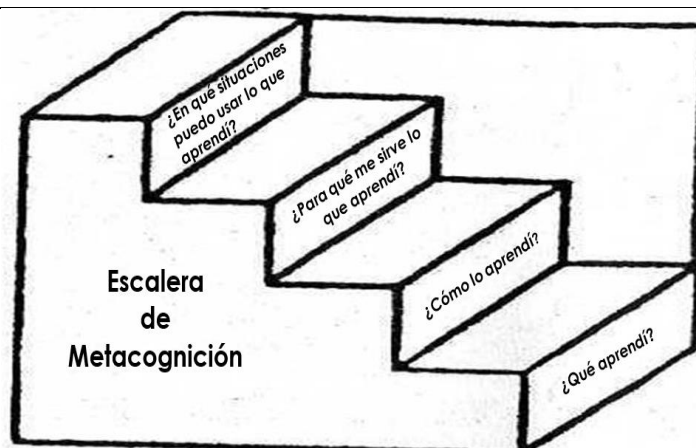 ¿En qué situaciones
puedo usar lo que
aprendí?
¿Para qué me sirve lo
que aprendí?
¿Cómo lo aprendí?
¿Qué aprendí?
Escalera
de
Metacognición